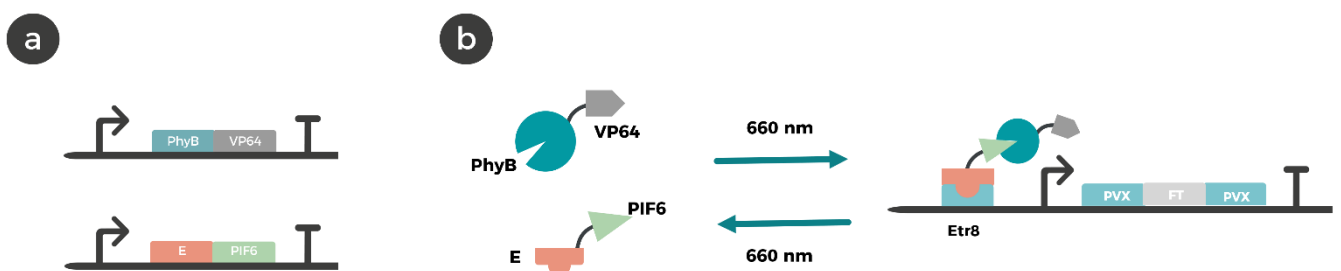 a
PhyB VP64
E PIF6
b
VP64
PhyB
PIF6
E
660 nm
660 nm
PVX FT PVX
Etr8